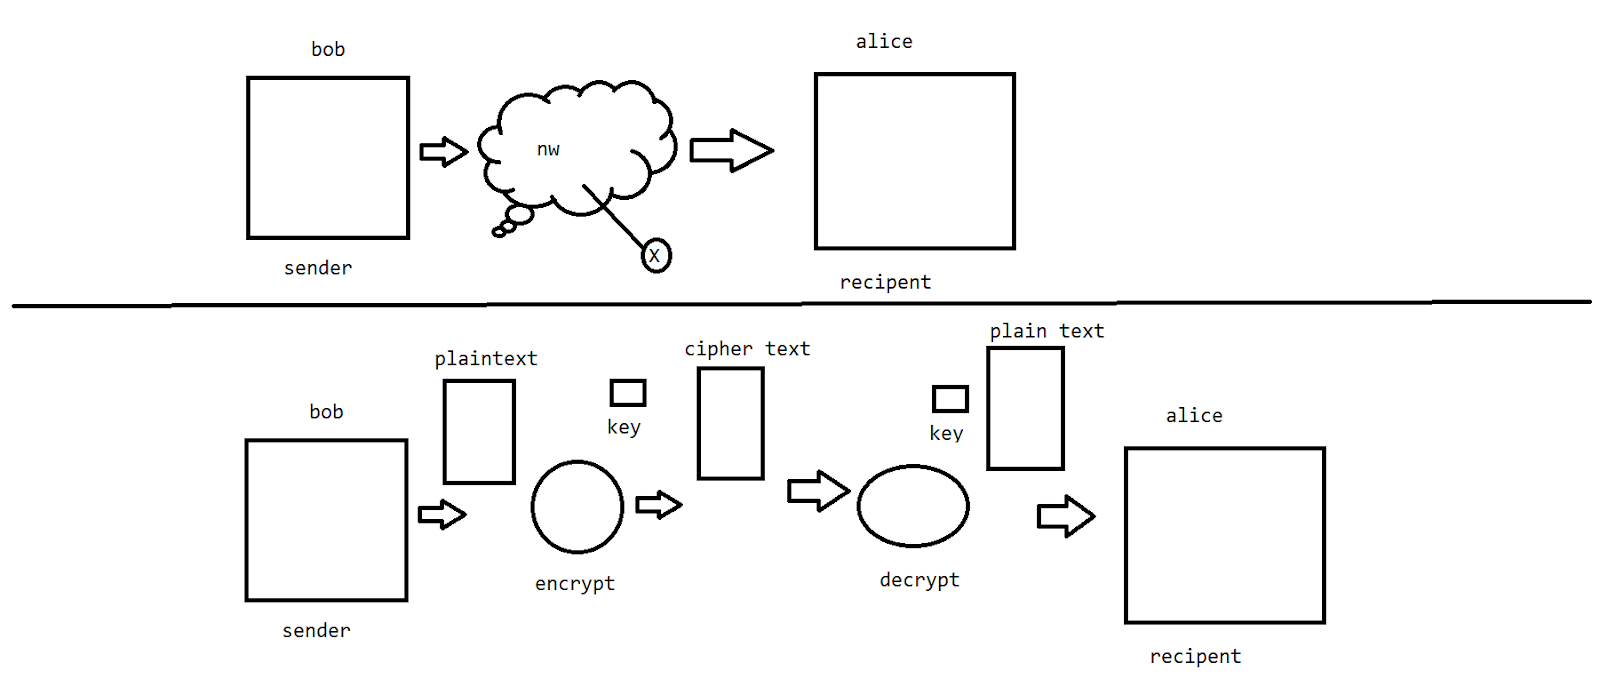 bob
alice
nw
X
sender
recipent
plaintext
cipher text
plain text
key
key
bob
alice
encrypt
decrypt
sender
recipent